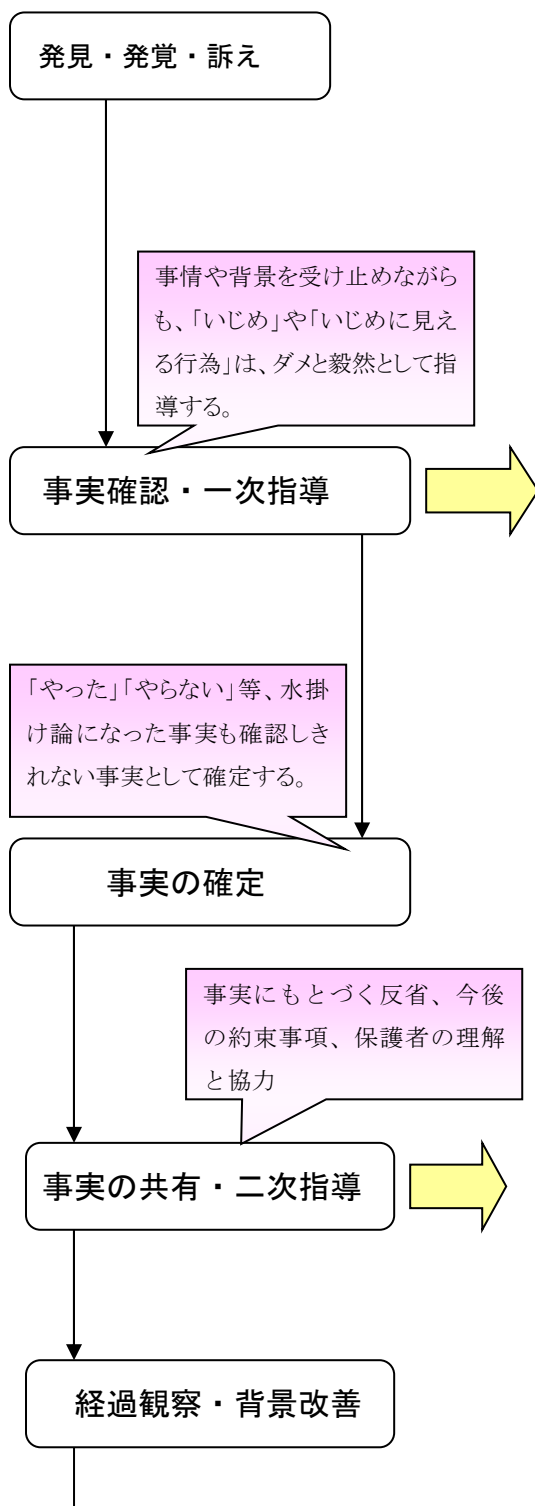 発見・発覚・訴え
事情や背景を受け止めながら
も、「いじめ」や「いじめに見え
る行為」は、ダメと毅然として指
導する。
事実確認・一次指導
「やった」「やらない」等、水掛
け論になった事実も確認しき
れない事実として確定する。
事実の確定
事実にもとづく反省、今後
の約束事項、保護者の理解
と協力
事実の共有・二次指導
経過観察・背景改善